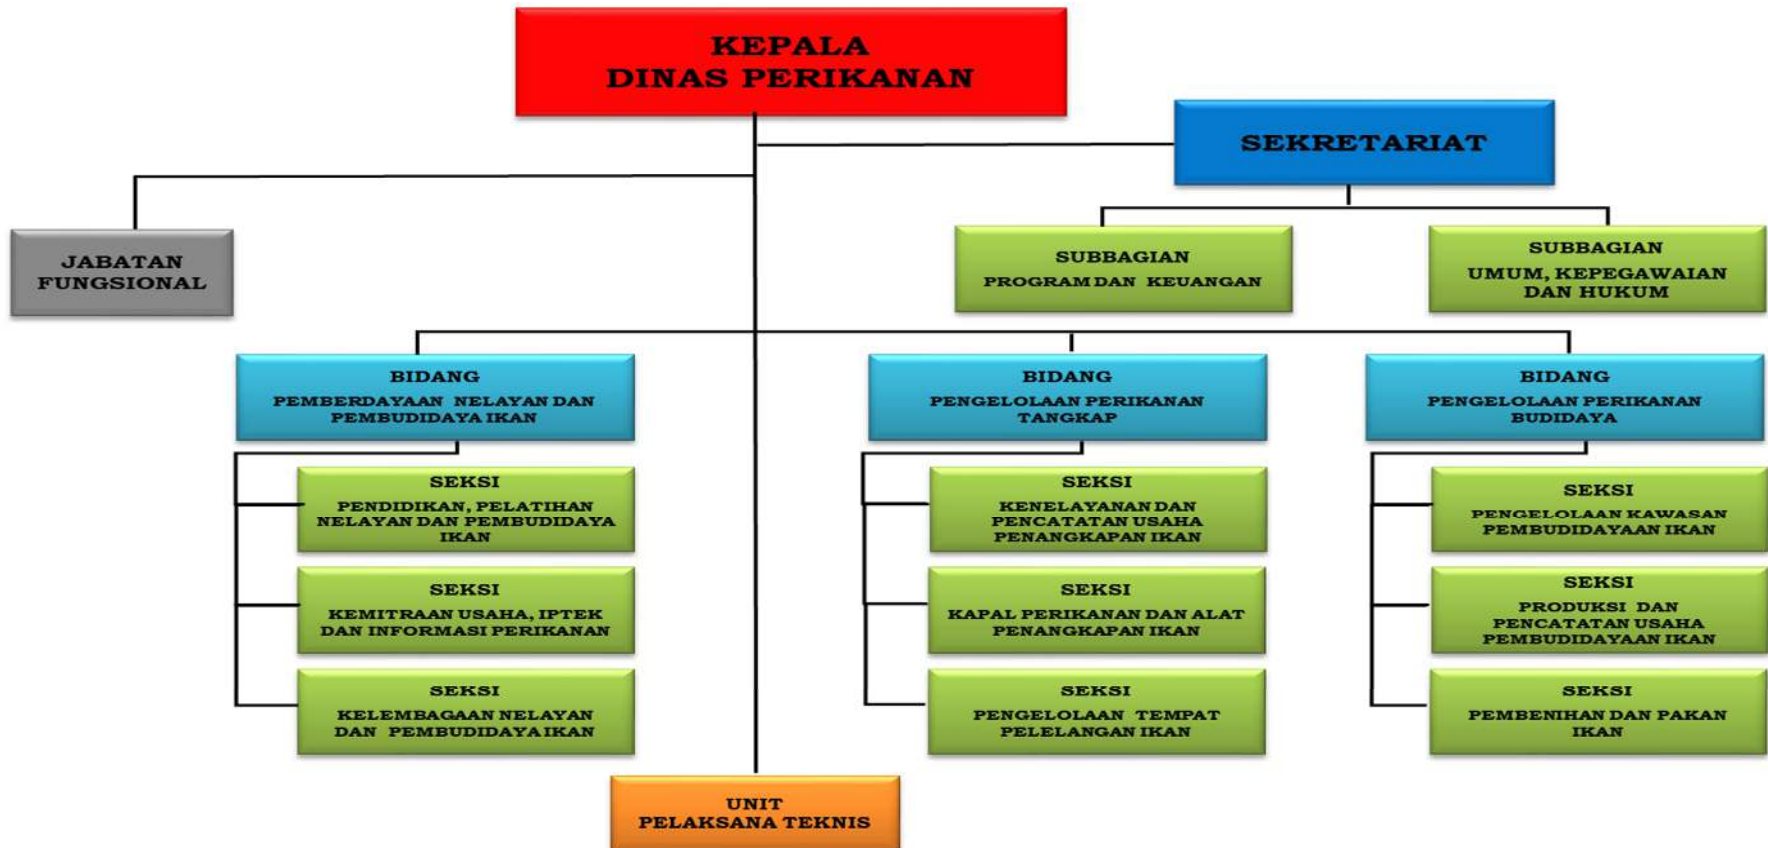 KEPALA
DINAS PERIKANAN
SEKRETARIAT
JABATAN
FUNGSIONAL
SUBBAGIAN
PROGRAM DAN KEUANGAN
SUBBAGIAN
UMUM, KEPEGAWAIAN
DAN HUKUM
BIDANG
PEMBERDAYAAN NELAYAN DAN
PEMBUDIDAYA IKAN
BIDANG
PENGELOLAAN PERIKANAN
TANGKAP
BIDANG
PENGELOLAAN PERIKANAN
BUDIDAYA
SEKSI
PENDIDIKAN, PELATIHAN
NELAYAN DAN PEMBUDIDAYA
IKAN
SEKSI
KEMITRAAN USAHA, IPTEK
DAN INFORMASI PERIKANAN
SEKSI
KELEMBAGAAN NELAYAN
DAN PEMBUDIDAYA IKAN
SEKSI
KENELAYANAN DAN
PENCATATAN USAHA
PENANGKAPAN IKAN
SEKSI
KAPAL PERIKANAN DAN ALAT
PENANGKAPAN IKAN
SEKSI
PENGELOLAAN TEMPAT
PELELANGAN IKAN
SEKSI
PENGELOLAAN KAWASAN
PEMBUDIDAYAAN IKAN
SEKSI
PRODUKSI DAN
PENCATATAN USAHA
PEMBUDIDAYAAN IKAN
SEKSI
PEMBENIHAN DAN PAKAN
IKAN
UNIT
PELAKSANA TEKNIS